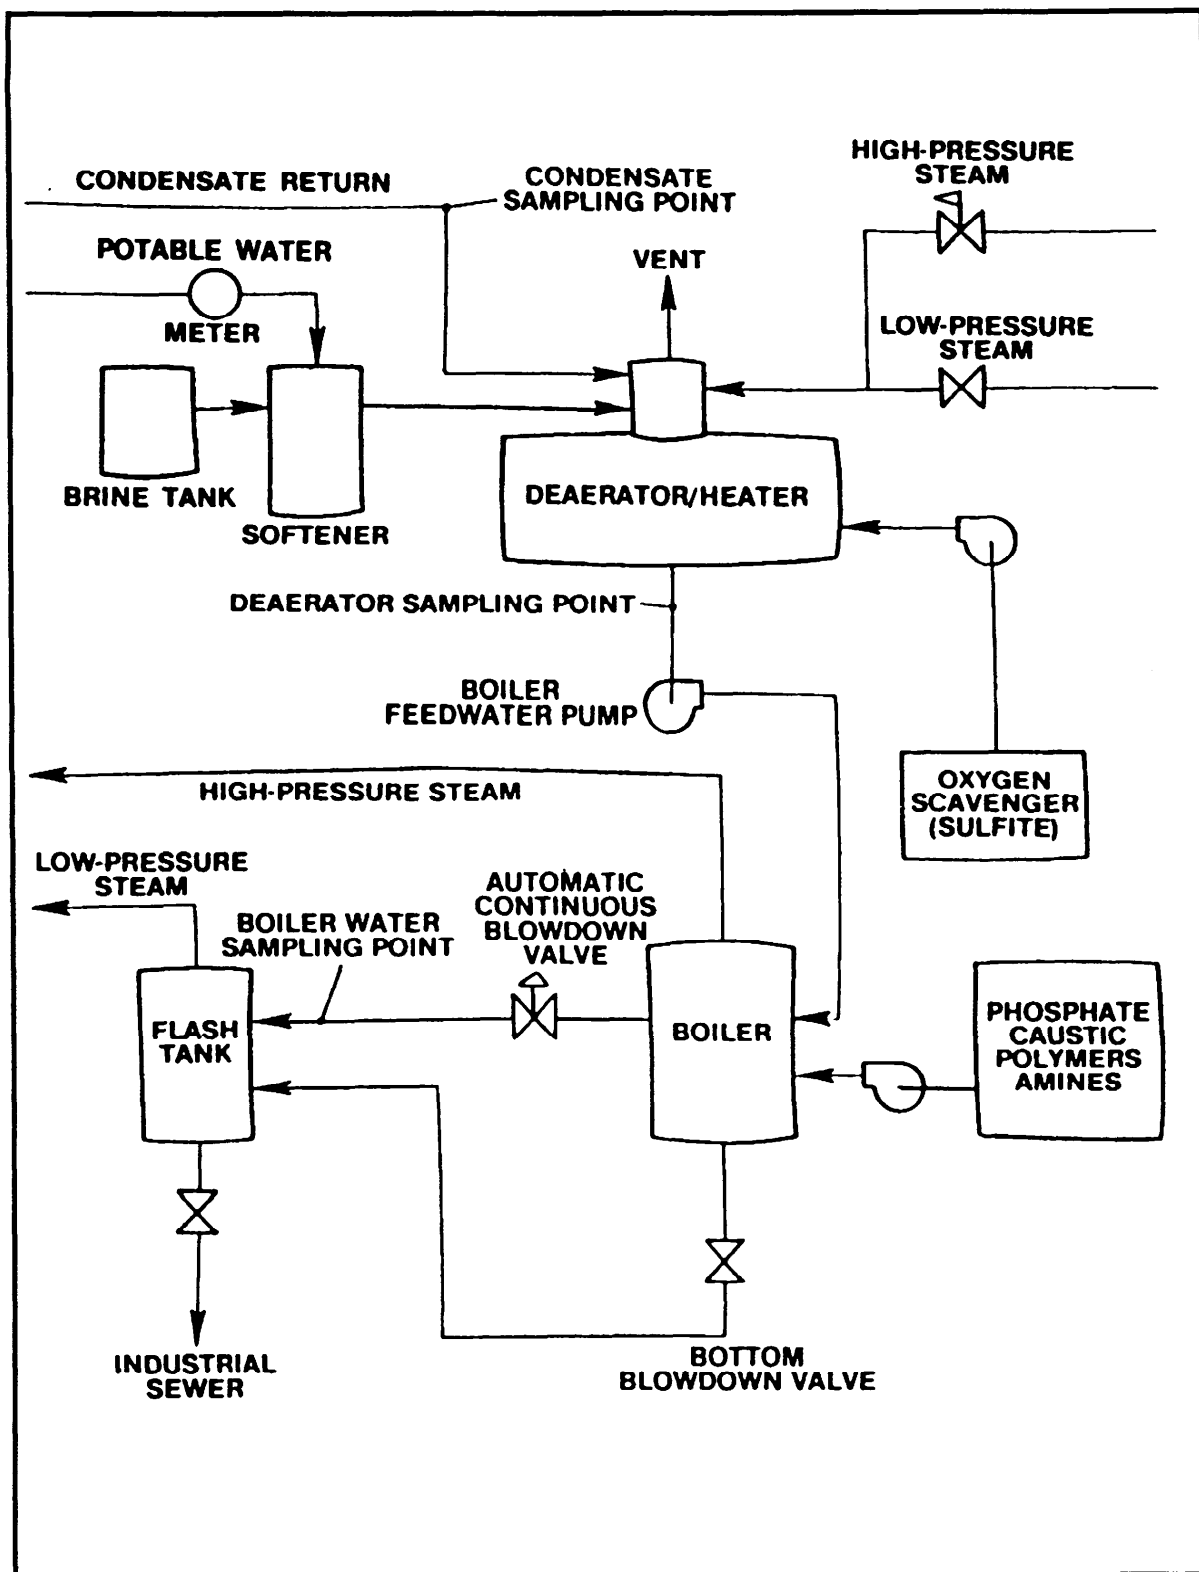 HIGH-PRESSURE
STEAM
CONDENSATE RETURN
CONDENSATE
SAMPLING POINT
POTABLE WATER
METER
VENT
LOW-PRESSURE
STEAM
BRINE TANK
SOFTENER
DEAERATOR/HEATER
DEAERATOR SAMPLING POINT
BOILER
FEEDWATER PUMP
OXYGEN
SCAVENGER
(SULFITE)
HIGH-PRESSURE STEAM
LOW-PRESSURE
STEAM
BOILER WATER
SAMPLING POINT
AUTOMATIC
CONTINUOUS
BLOWDOWN
VALVE
FLASH
TANK
BOILER
PHOSPHATE
CAUSTIC
POLYMERS
AMINES
INDUSTRIAL
SEWER
BOTTOM
BLOWDOWN VALVE